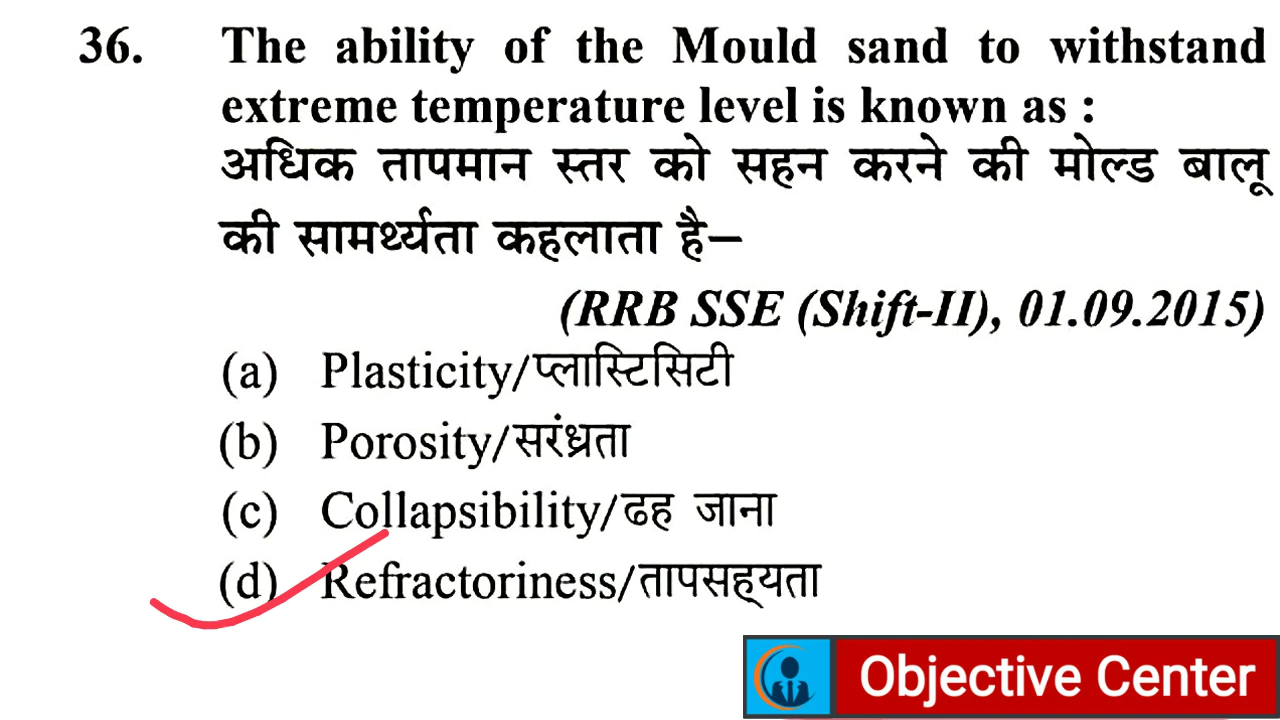 36. The ability of the Mould sand to withstand
extreme temperature level is known as :
अधिक तापमान स्तर को सहन करने की मोल्ड बालू
की सामर्थ्यता कहलाता है–
(RRB SSE (Shift-II), 01.09.2015)
(a) Plasticity/प्लास्टिसिटी
(b) Porosity/सरंध्रता
(c) Collapsibility/ढह जाना
(d) Refractoriness/तापसह्यता
Objective Center